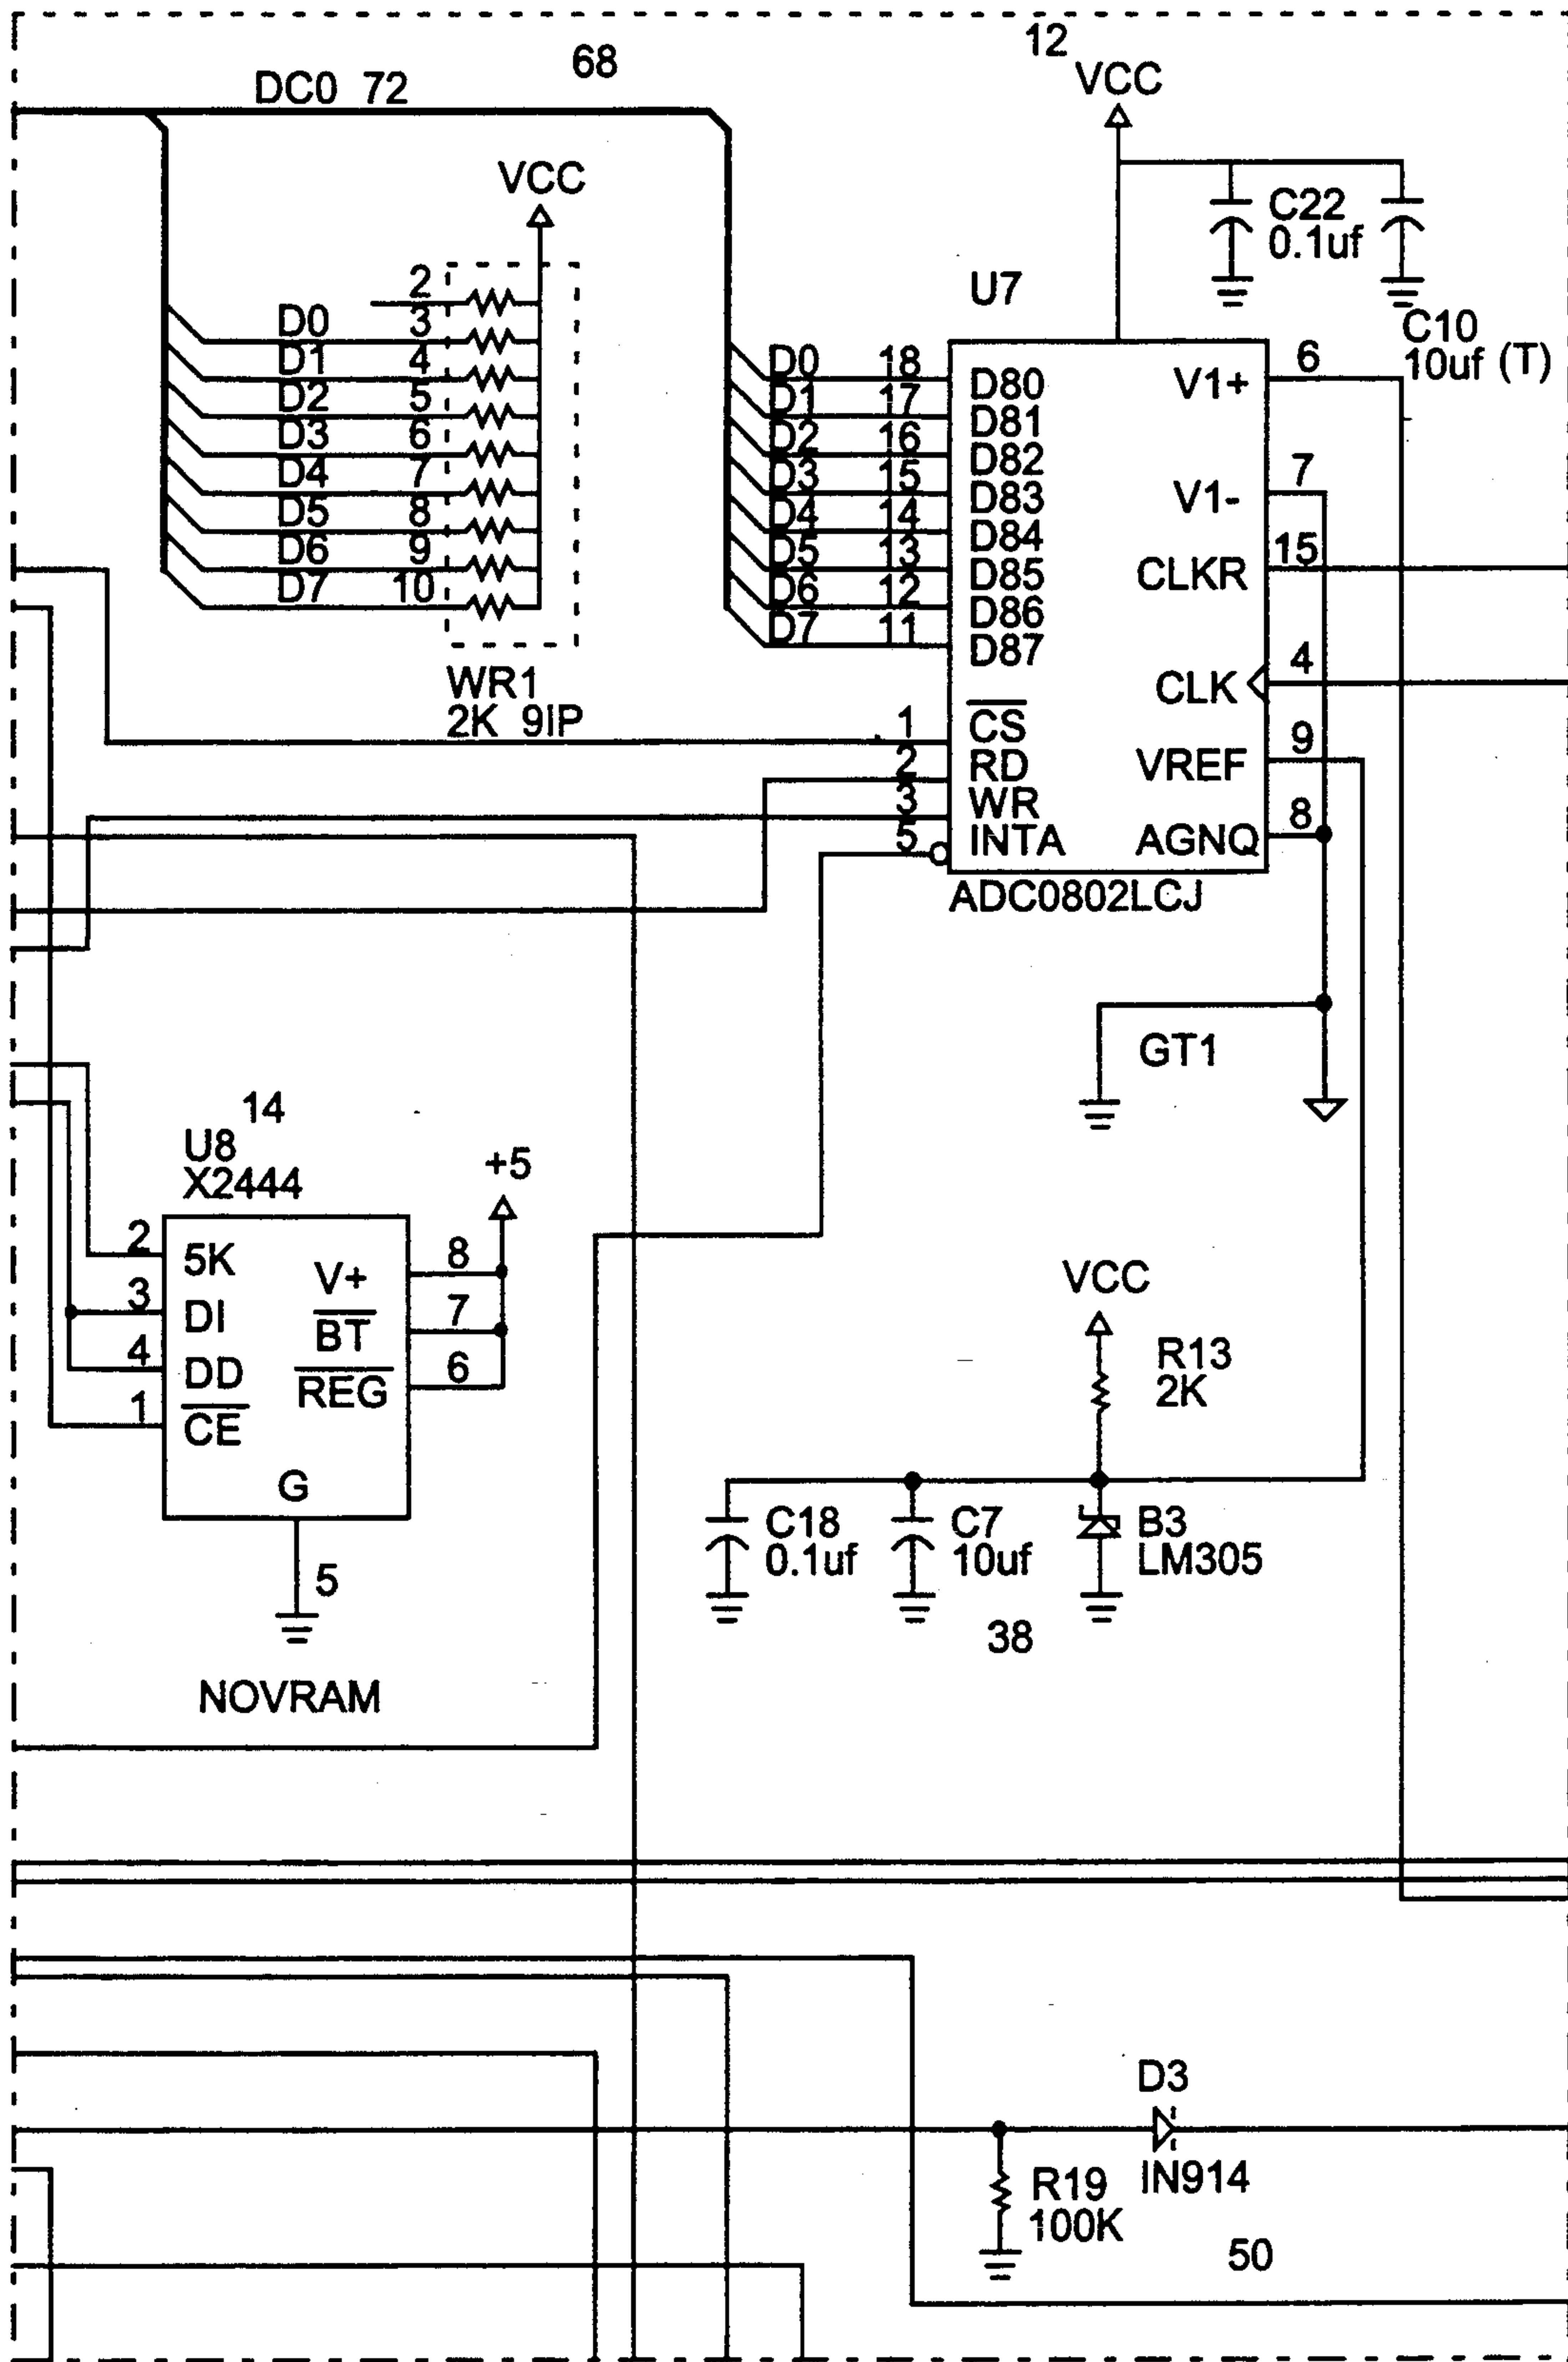 68
12
DC0 72
VCC
VCC
C22
0.1uf
C10
10uf (T)
2
D0 3
D1 4
D2 5
D3 6
D4 7
D5 8
D6 9
D7 10
WR1
2K 9IP
U7
D0 18 D80
D1 17 D81
D2 16 D82
D3 15 D83
D4 14 D84
D5 13 D85
D6 12 D86
D7 11 D87
1 CS
2 RD
3 WR
5 INTA
V1+ 6
V1- 7
CLKR 15
CLK 4
VREF 9
AGNQ 8
ADC0802LCJ
GT1
14
U8
X2444
+5
2 5K
3 DI
4 DD
1 CE
V+ 8
BT 7
REG 6
G
5
NOVRAM
VCC
R13
2K
C18
0.1uf
C7
10uf
B3
LM305
38
D3
IN914
R19
100K
50